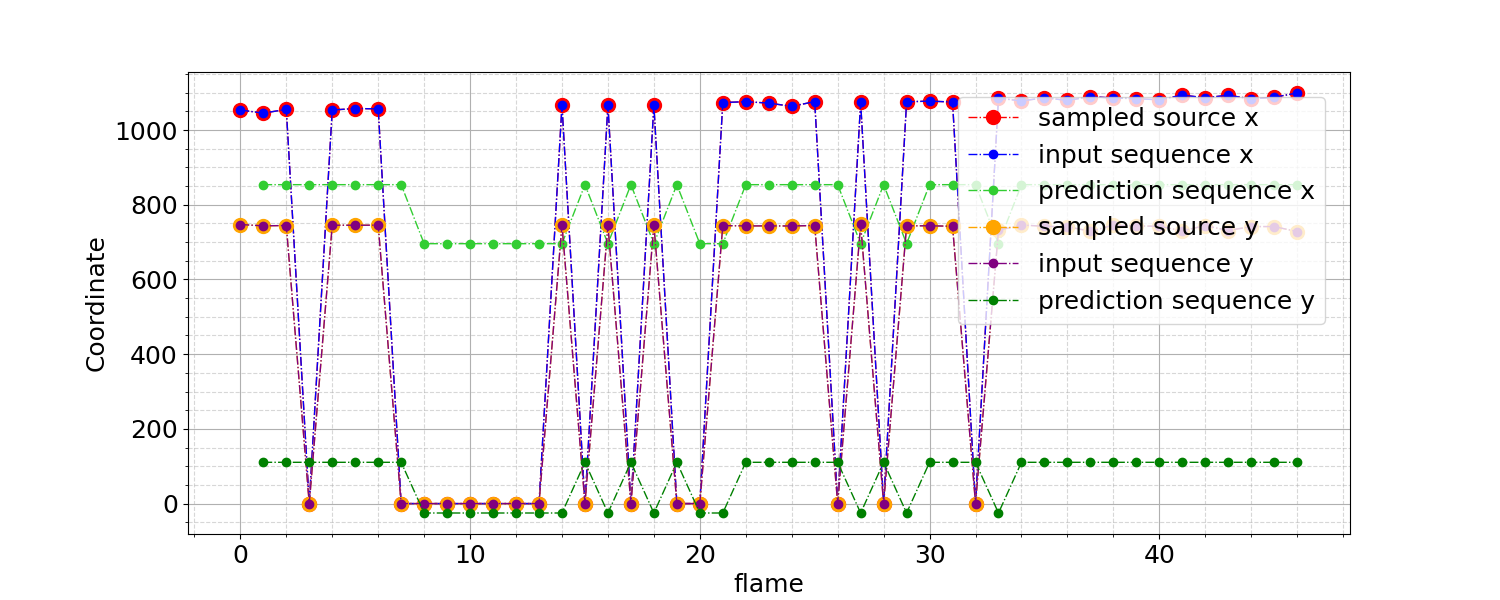 1000
800
600
400
200
0
Coordinate
0 10 20 30 40
flame
sampled source x
input sequence x
prediction sequence x
sampled source y
input sequence y
prediction sequence y